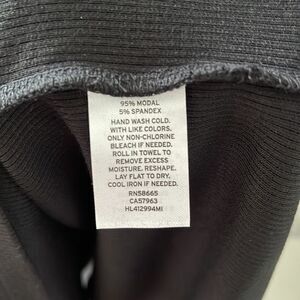 95% MODAL
5% SPANDEX
HAND WASH COLD.
WITH LIKE COLORS.
ONLY NON-CHLORINE
BLEACH IF NEEDED.
ROLL IN TOWEL TO
REMOVE EXCESS
MOISTURE. RESHAPE.
LAY FLAT TO DRY.
COOL IRON IF NEEDED.
RN58665
CA57963
HL412994MI